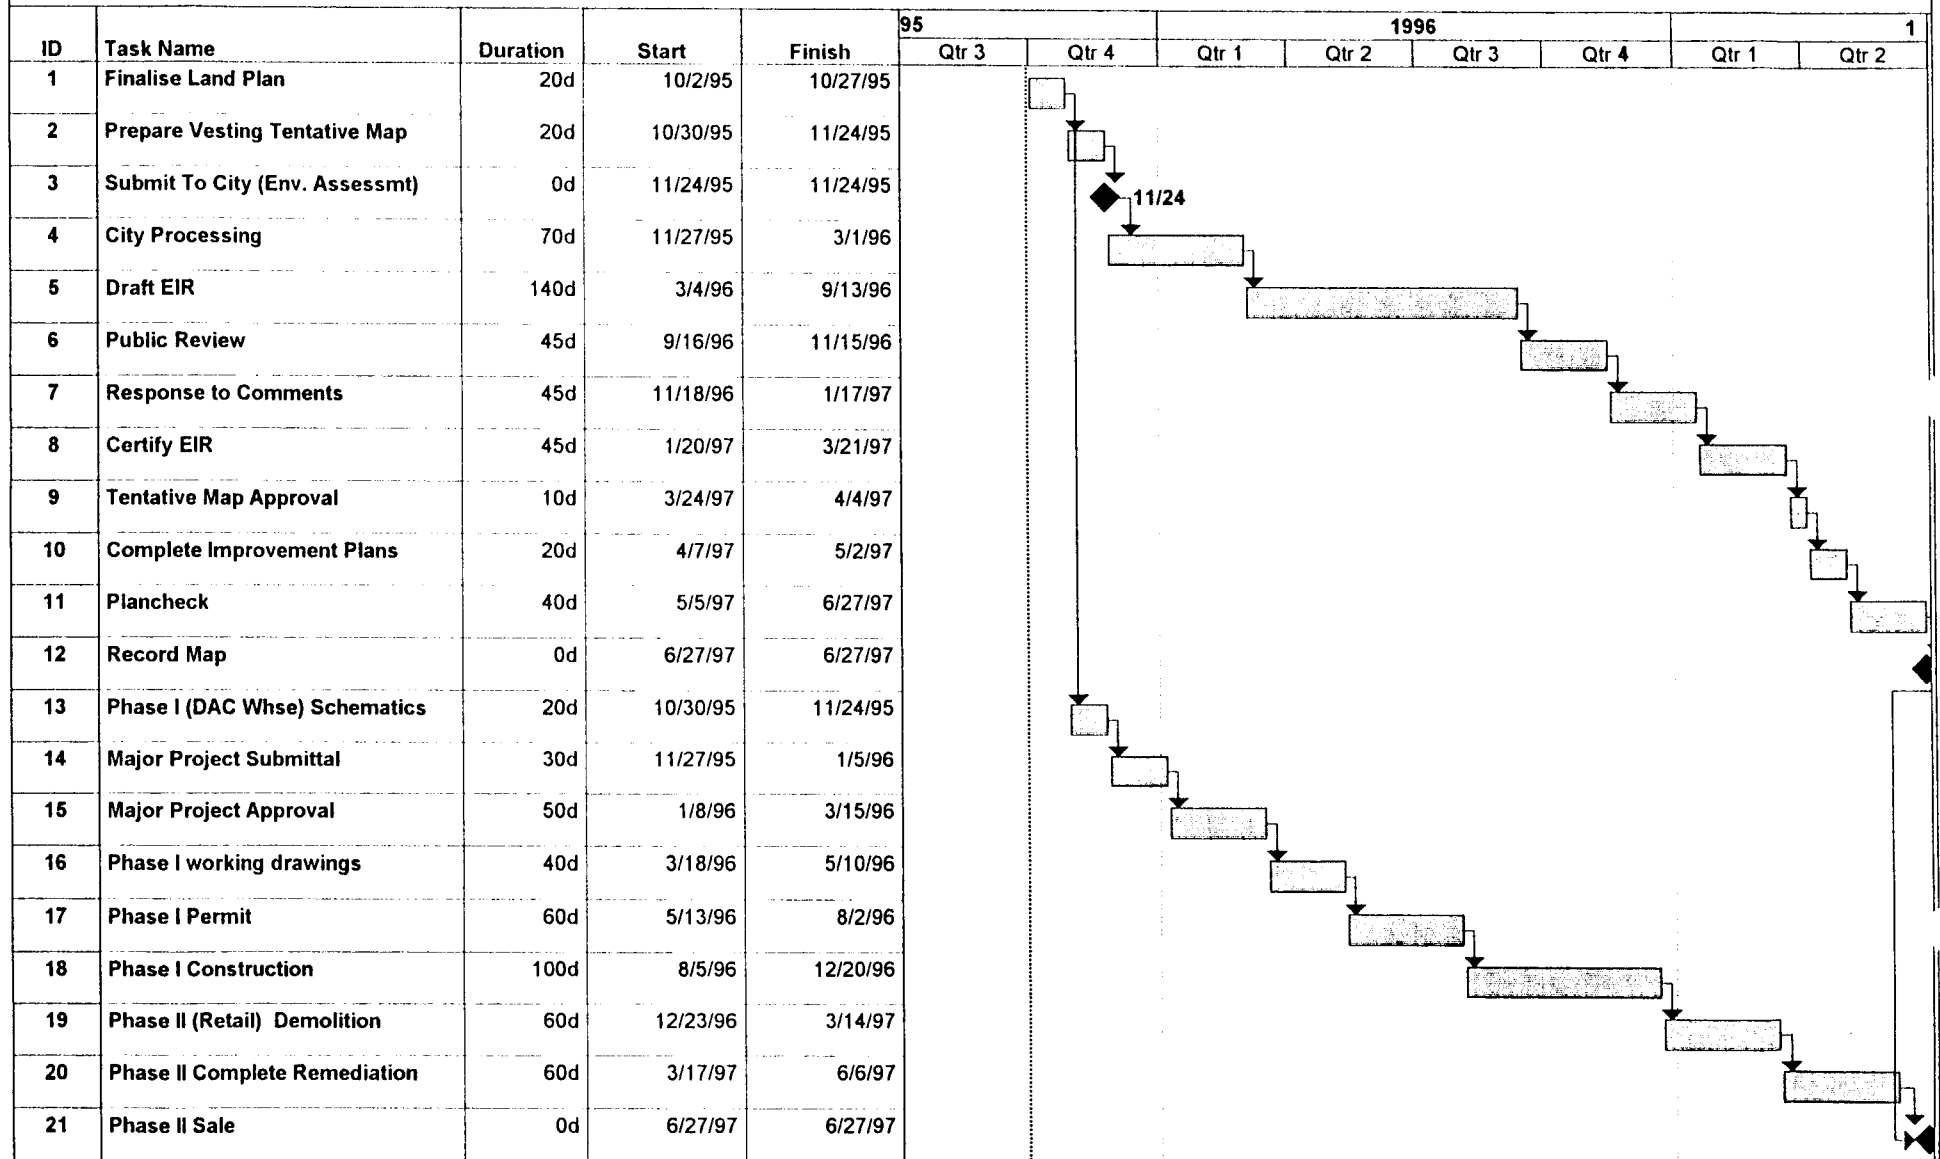 95 1996 1
ID Task Name Duration Start Finish Qtr 3 Qtr 4 Qtr 1 Qtr 2 Qtr 3 Qtr 4 Qtr 1 Qtr 2
1 Finalise Land Plan 20d 10/2/95 10/27/95
2 Prepare Vesting Tentative Map 20d 10/30/95 11/24/95
3 Submit To City (Env. Assessmt) 0d 11/24/95 11/24/95 11/24
4 City Processing 70d 11/27/95 3/1/96
5 Draft EIR 140d 3/4/96 9/13/96
6 Public Review 45d 9/16/96 11/15/96
7 Response to Comments 45d 11/18/96 1/17/97
8 Certify EIR 45d 1/20/97 3/21/97
9 Tentative Map Approval 10d 3/24/97 4/4/97
10 Complete Improvement Plans 20d 4/7/97 5/2/97
11 Plancheck 40d 5/5/97 6/27/97
12 Record Map 0d 6/27/97 6/27/97
13 Phase I (DAC Whse) Schematics 20d 10/30/95 11/24/95
14 Major Project Submittal 30d 11/27/95 1/5/96
15 Major Project Approval 50d 1/8/96 3/15/96
16 Phase I working drawings 40d 3/18/96 5/10/96
17 Phase I Permit 60d 5/13/96 8/2/96
18 Phase I Construction 100d 8/5/96 12/20/96
19 Phase II (Retail) Demolition 60d 12/23/96 3/14/97
20 Phase II Complete Remediation 60d 3/17/97 6/6/97
21 Phase II Sale 0d 6/27/97 6/27/97